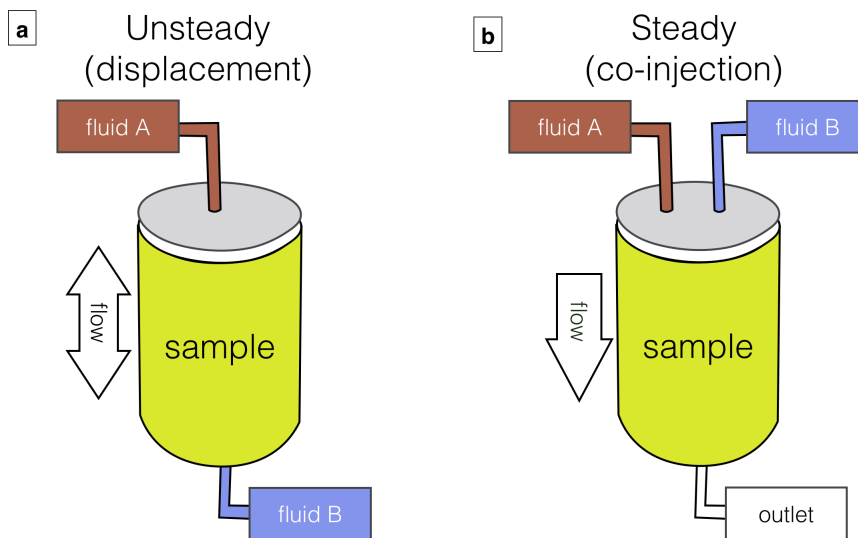 a
Unsteady
(displacement)
fluid A
flow
sample
fluid B
b
Steady
(co-injection)
fluid A
fluid B
flow
sample
outlet